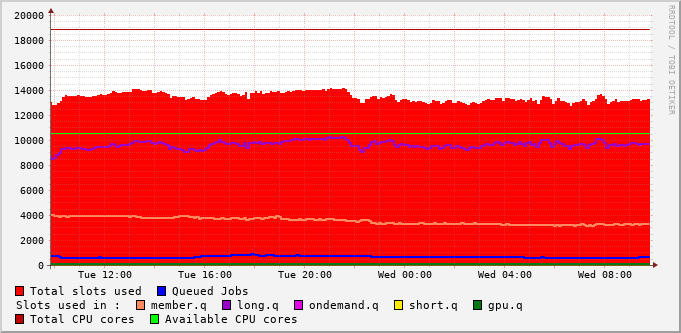 20000
18000
16000
14000
12000
10000
8000
6000
4000
2000
0
Tue 12:00 Tue 16:00 Tue 20:00 Wed 00:00 Wed 04:00 Wed 08:00
RRDTOOL / TOBI OETIKER
Total slots used Queued Jobs
Slots used in : member.q long.q ondemand.q short.q gpu.q
Total CPU cores Available CPU cores